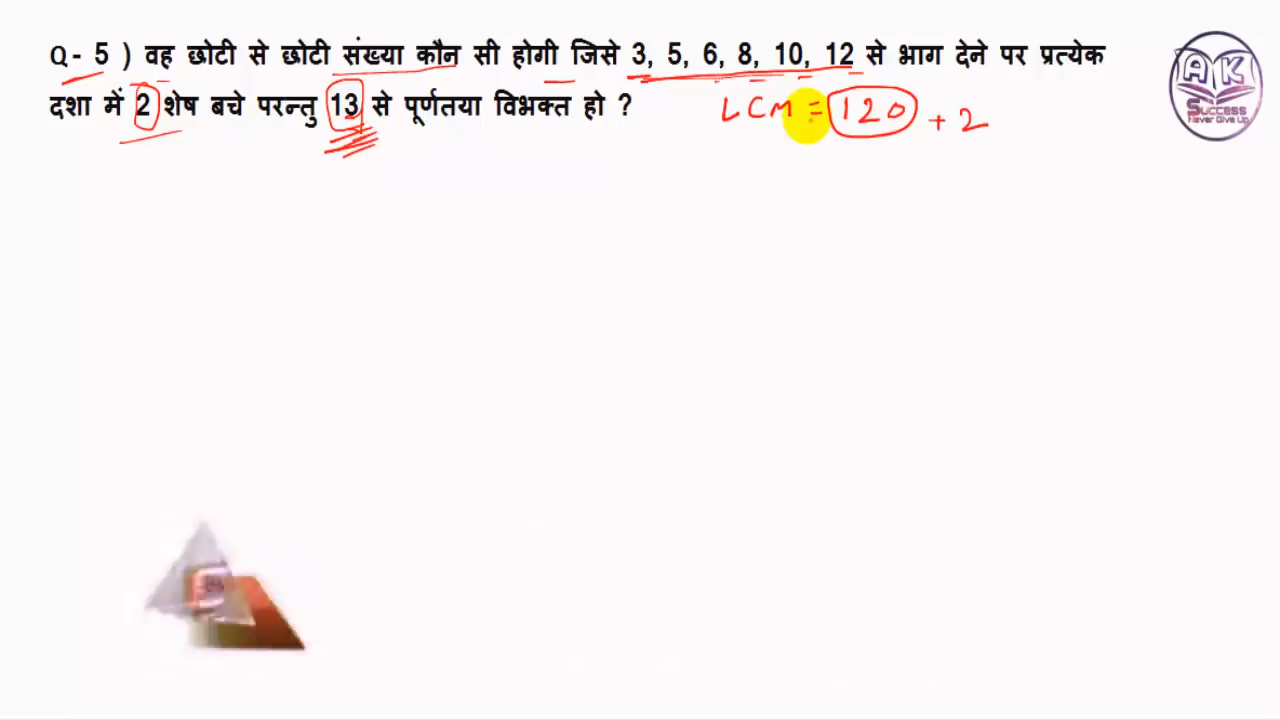 Q- 5 ) वह छोटी से छोटी संख्या कौन सी होगी जिसे 3, 5, 6, 8, 10, 12 से भाग देने पर प्रत्येक
दशा में 2 शेष बचे परन्तु 13 से पूर्णतया विभक्त हो ?
LCM = 120 + 2
AK
Success
Never Give Up